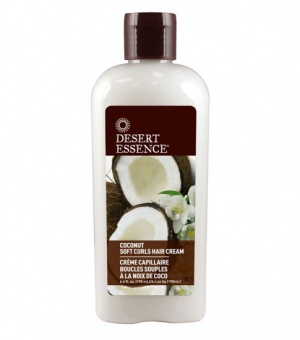 DESERT
ESSENCE®
COCONUT
SOFT CURLS HAIR CREAM
CRÈME CAPILLAIRE
BOUCLES SOUPLES
À LA NOIX DE COCO